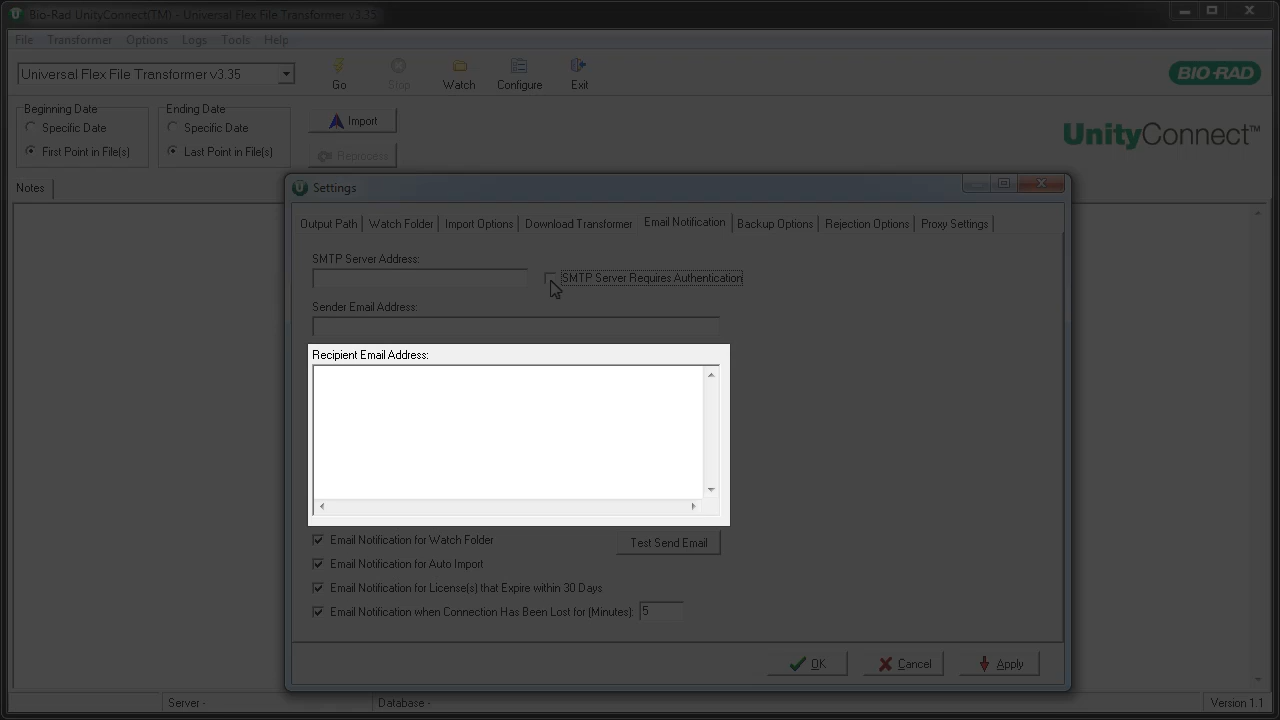 Bio-Rad UnityConnect(TM) - Universal Flex File Transformer v3.35
File Transformer Options Logs Tools Help
Universal Flex File Transformer v3.35
Go Stop Watch Configure Exit
BIO-RAD
Beginning Date Ending Date
Specific Date Specific Date Import
First Point in File(s) Last Point in File(s) Reprocess
UnityConnect™
Notes
Settings
Output Path Watch Folder Import Options Download Transformer Email Notification Backup Options Rejection Options Proxy Settings
SMTP Server Address:
SMTP Server Requires Authentication
Sender Email Address:
Recipient Email Address:
Email Notification for Watch Folder Test Send Email
Email Notification for Auto Import
Email Notification for License(s) that Expire within 30 Days
Email Notification when Connection Has Been Lost for (Minutes): 5
OK Cancel Apply
Server - Database - Version 1.1